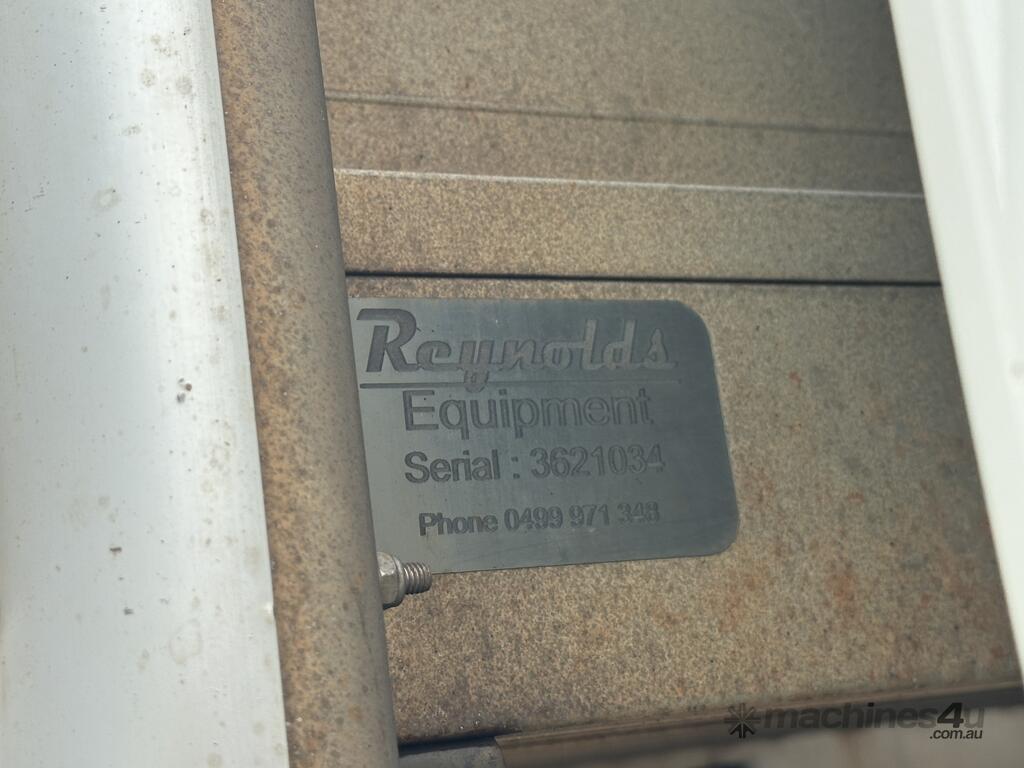 Reynolds
Equipment
Serial : 3621034
Phone 0499 971 348
machines4u
.com.au